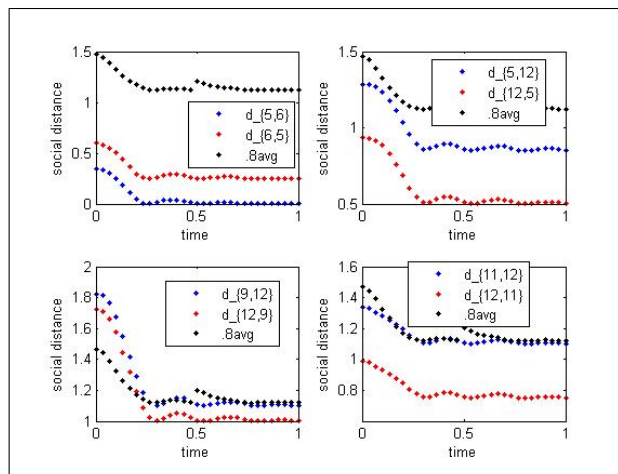 1.5
1
0.5
0
social distance
d_{5,6}
d_{6,5}
.8avg
0
0.5
1
time
1.5
1
0.5
social distance
d_{5,12}
d_{12,5}
.8avg
0
0.5
1
time
2
1.8
1.6
1.4
1.2
1
social distance
d_{9,12}
d_{12,9}
.8avg
0
0.5
1
time
1.6
1.4
1.2
1
0.8
social distance
d_{11,12}
d_{12,11}
.8avg
0
0.5
1
time